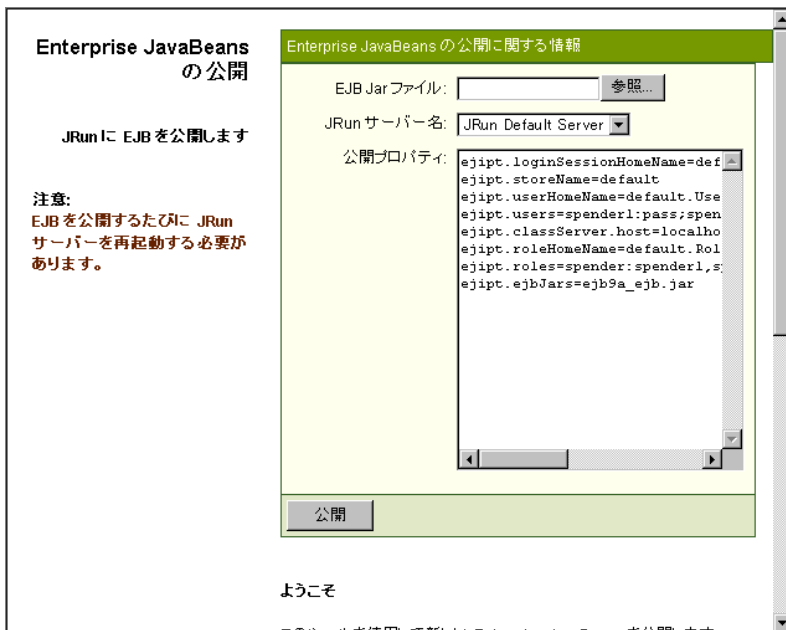 Enterprise JavaBeans
の公開
JRun に EJB を公開します
注意:
EJB を公開するたびに JRun
サーバーを再起動する必要が
あります。
Enterprise JavaBeans の公開に関する情報
EJB Jar ファイル:
参照...
JRun サーバー名:
JRun Default Server
公開プロパティ:
ejipt.loginSessionHomeName=def
ejipt.storeName=default
ejipt.userHomeName=default.Use
ejipt.users=spender1:pass;spen
ejipt.classServer.host=localho
ejipt.roleHomeName=default.Rol
ejipt.roles=spender:spender1,s
ejipt.ejbJars=ejb9a_ejb.jar
公開
ようこそ